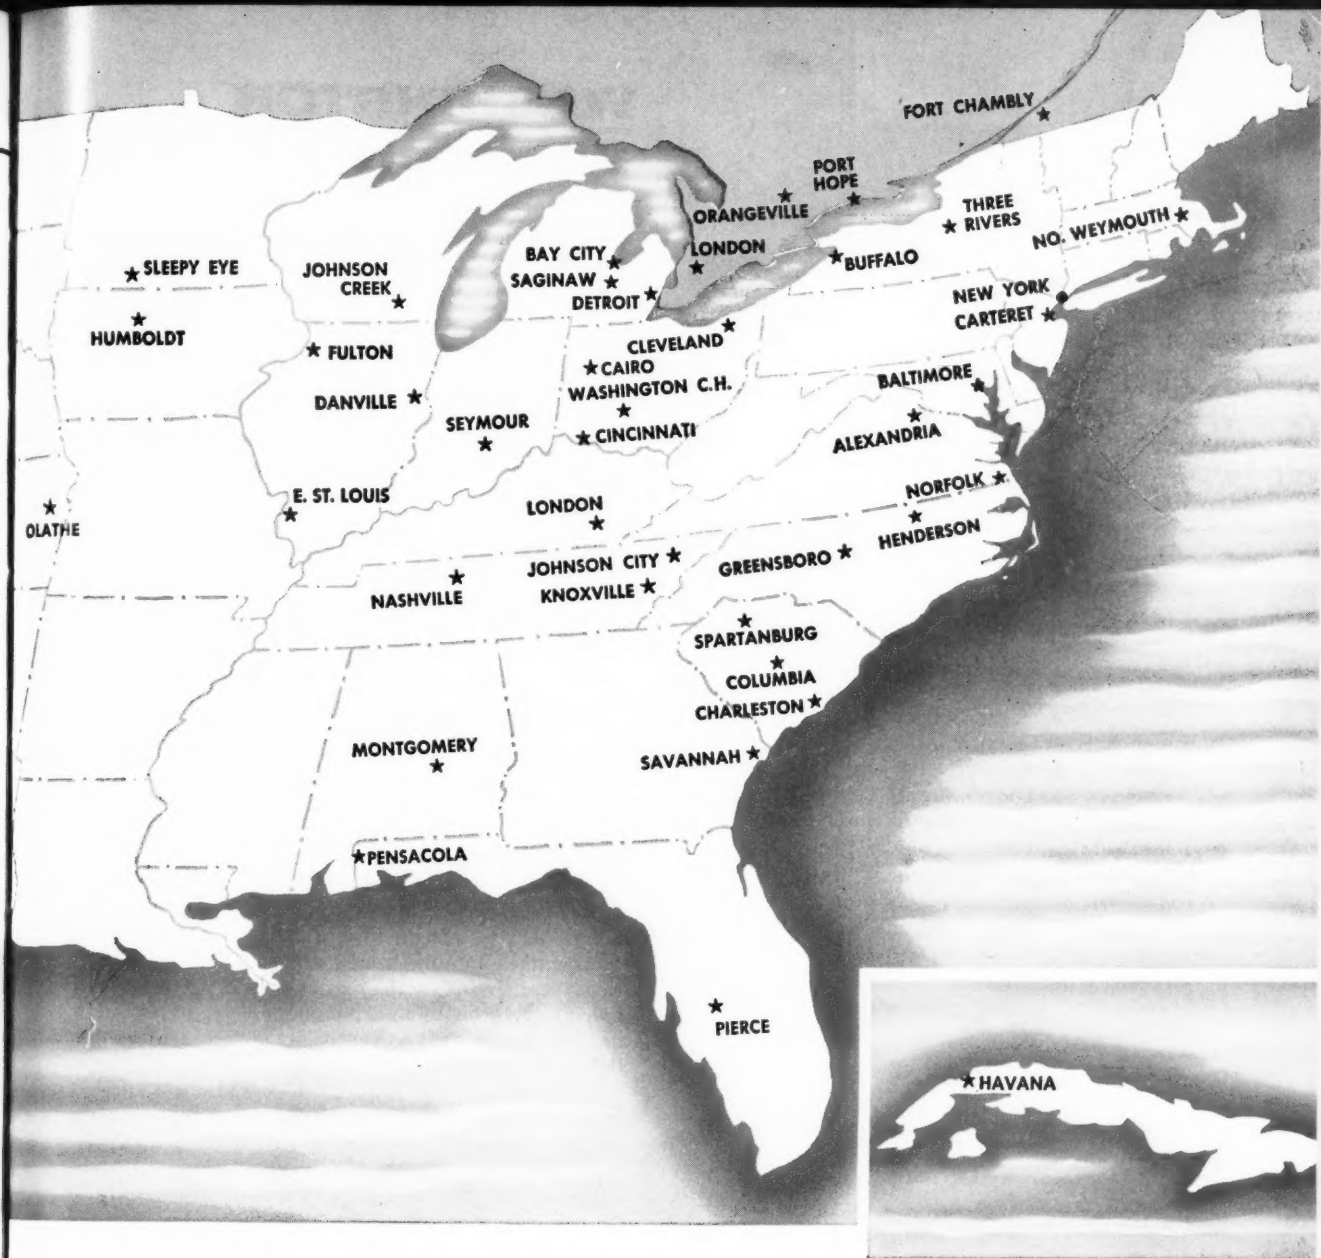 FORT CHAMBLY
PORT
HOPE
ORANGEVILLE
THREE
RIVERS
NO. WEYMOUTH
LONDON
BAY CITY
SAGINAW
DETROIT
BUFFALO
SLEEPY EYE
JOHNSON
CREEK
NEW YORK
CARTERET
HUMBOLDT
FULTON
CLEVELAND
CAIRO
WASHINGTON C.H.
BALTIMORE
DANVILLE
SEYMOUR
CINCINNATI
ALEXANDRIA
E. ST. LOUIS
LONDON
NORFOLK
OLATHE
HENDERSON
JOHNSON CITY
GREENSBORO
KNOXVILLE
NASHVILLE
SPARTANBURG
COLUMBIA
CHARLESTON
MONTGOMERY
SAVANNAH
PENSACOLA
PIERCE
HAVANA